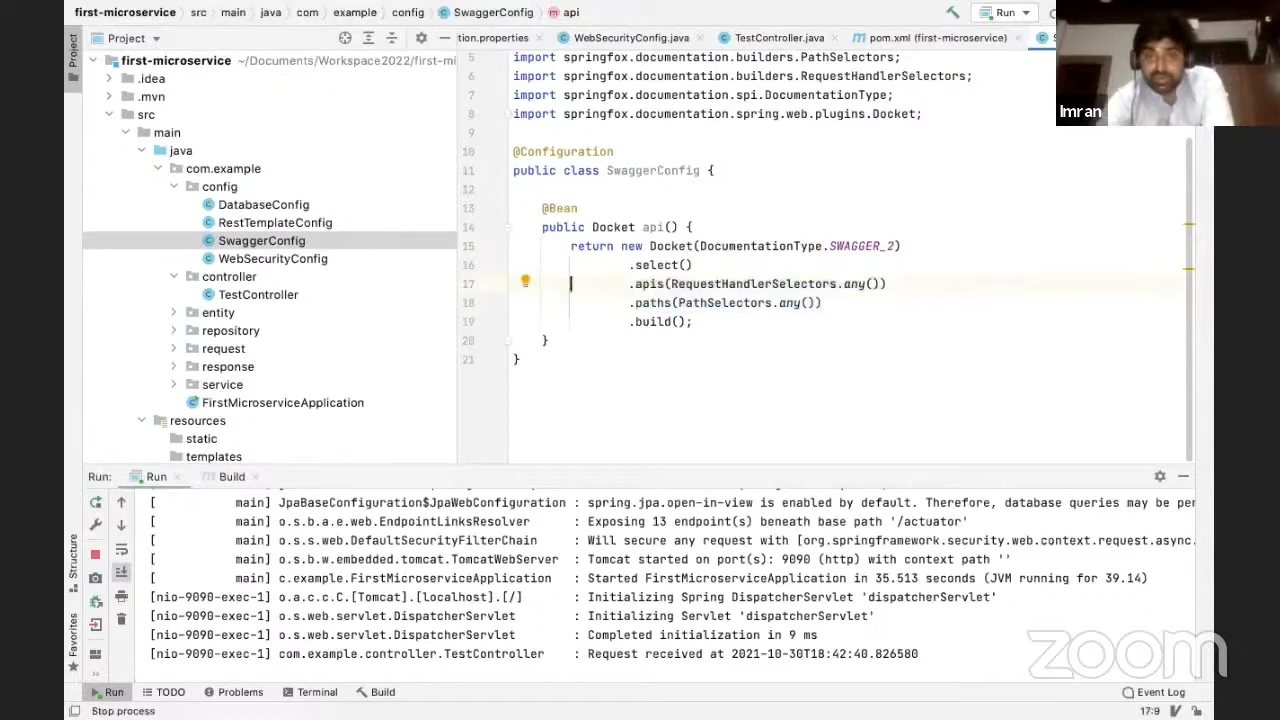 first-microservice › src › main › java › com › example › config › SwaggerConfig › api
Run
Project
tion.properties
WebSecurityConfig.java
TestController.java
pom.xml (first-microservice)
Imran
Project
first-microservice ~/Documents/Workspace2022/first-mi
.idea
.mvn
src
main
java
com.example
config
DatabaseConfig
RestTemplateConfig
SwaggerConfig
WebSecurityConfig
controller
TestController
entity
repository
request
response
service
FirstMicroserviceApplication
resources
static
templates
5 import springfox.documentation.builders.PathSelectors;
6 import springfox.documentation.builders.RequestHandlerSelectors;
7 import springfox.documentation.spi.DocumentationType;
8 import springfox.documentation.spring.web.plugins.Docket;
9
10 @Configuration
11 public class SwaggerConfig {
12
13 @Bean
14 public Docket api() {
15 return new Docket(DocumentationType.SWAGGER_2)
16 .select()
17 .apis(RequestHandlerSelectors.any())
18 .paths(PathSelectors.any())
19 .build();
20 }
21 }
Run: Run Build
[ main] JpaBaseConfiguration$JpaWebConfiguration : spring.jpa.open-in-view is enabled by default. Therefore, database queries may be per
[ main] o.s.b.a.e.web.EndpointLinksResolver : Exposing 13 endpoint(s) beneath base path '/actuator'
[ main] o.s.s.web.DefaultSecurityFilterChain : Will secure any request with [org.springframework.security.web.context.request.async.
[ main] o.s.b.w.embedded.tomcat.TomcatWebServer : Tomcat started on port(s): 9090 (http) with context path ''
[ main] c.example.FirstMicroserviceApplication : Started FirstMicroserviceApplication in 35.513 seconds (JVM running for 39.14)
[nio-9090-exec-1] o.a.c.c.C.[Tomcat].[localhost].[/] : Initializing Spring DispatcherServlet 'dispatcherServlet'
[nio-9090-exec-1] o.s.web.servlet.DispatcherServlet : Initializing Servlet 'dispatcherServlet'
[nio-9090-exec-1] o.s.web.servlet.DispatcherServlet : Completed initialization in 9 ms
[nio-9090-exec-1] com.example.controller.TestController : Request received at 2021-10-30T18:42:40.826580
Structure
Favorites
zoom
Run TODO Problems Terminal Build Event Log
Stop process 17:9